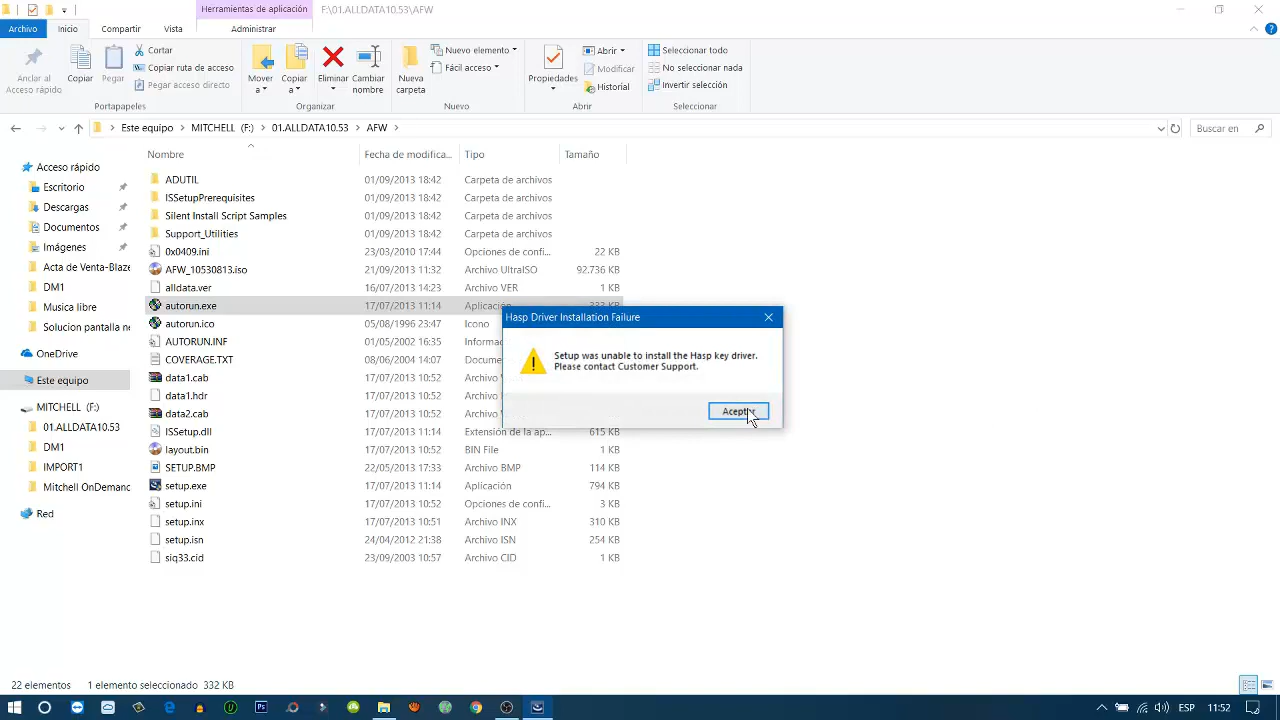 Herramientas de aplicación F:\01.ALLDATA10.53\AFW
Archivo Inicio Compartir Vista Administrar
Anclar al Acceso rápido
Copiar
Pegar
Cortar
Copiar ruta de acceso
Pegar acceso directo
Portapapeles
Mover a
Copiar a
Eliminar
Cambiar nombre
Organizar
Nueva carpeta
Nuevo elemento
Fácil acceso
Nuevo
Propiedades
Abrir
Modificar
Historial
Abrir
Seleccionar todo
No seleccionar nada
Invertir selección
Seleccionar
Este equipo MITCHELL (F:) 01.ALLDATA10.53 AFW
Buscar en
Nombre Fecha de modifica... Tipo Tamaño
Acceso rápido
Escritorio
Descargas
Documentos
Imágenes
Acta de Venta-Blaze
DM1
Musica libre
Solucion pantalla ne
OneDrive
Este equipo
MITCHELL (F:)
01.ALLDATA10.53
DM1
IMPORT1
Mitchell OnDemand
Red
ADUTIL 01/09/2013 18:42 Carpeta de archivos
ISSetupPrerequisites 01/09/2013 18:42 Carpeta de archivos
Silent Install Script Samples 01/09/2013 18:42 Carpeta de archivos
Support_Utilities 01/09/2013 18:42 Carpeta de archivos
0x0409.ini 23/03/2010 17:44 Opciones de confi... 22 KB
AFW_10530813.iso 21/09/2013 11:32 Archivo UltraISO 92.736 KB
alldata.ver 16/07/2013 14:23 Archivo VER 1 KB
autorun.exe 17/07/2013 11:14 Aplicación 332 KB
autorun.ico 05/08/1996 23:47 Icono
AUTORUN.INF 01/05/2002 16:35 Informac
COVERAGE.TXT 08/06/2004 14:07 Docume
data1.cab 17/07/2013 10:52 Archivo
data1.hdr 17/07/2013 10:52 Archivo
data2.cab 17/07/2013 10:52 Archivo
ISSetup.dll 17/07/2013 11:14 Extensión de la ap... 615 KB
layout.bin 17/07/2013 10:52 BIN File 1 KB
SETUP.BMP 22/05/2013 17:33 Archivo BMP 114 KB
setup.exe 17/07/2013 11:14 Aplicación 794 KB
setup.ini 17/07/2013 10:52 Opciones de confi... 3 KB
setup.inx 17/07/2013 10:51 Archivo INX 310 KB
setup.isn 24/04/2012 21:38 Archivo ISN 254 KB
siq33.cid 23/09/2003 10:57 Archivo CID 1 KB
Hasp Driver Installation Failure
Setup was unable to install the Hasp key driver.
Please contact Customer Support.
Aceptar
22 elementos 1 elemento seleccionado 332 KB
ESP 11:52